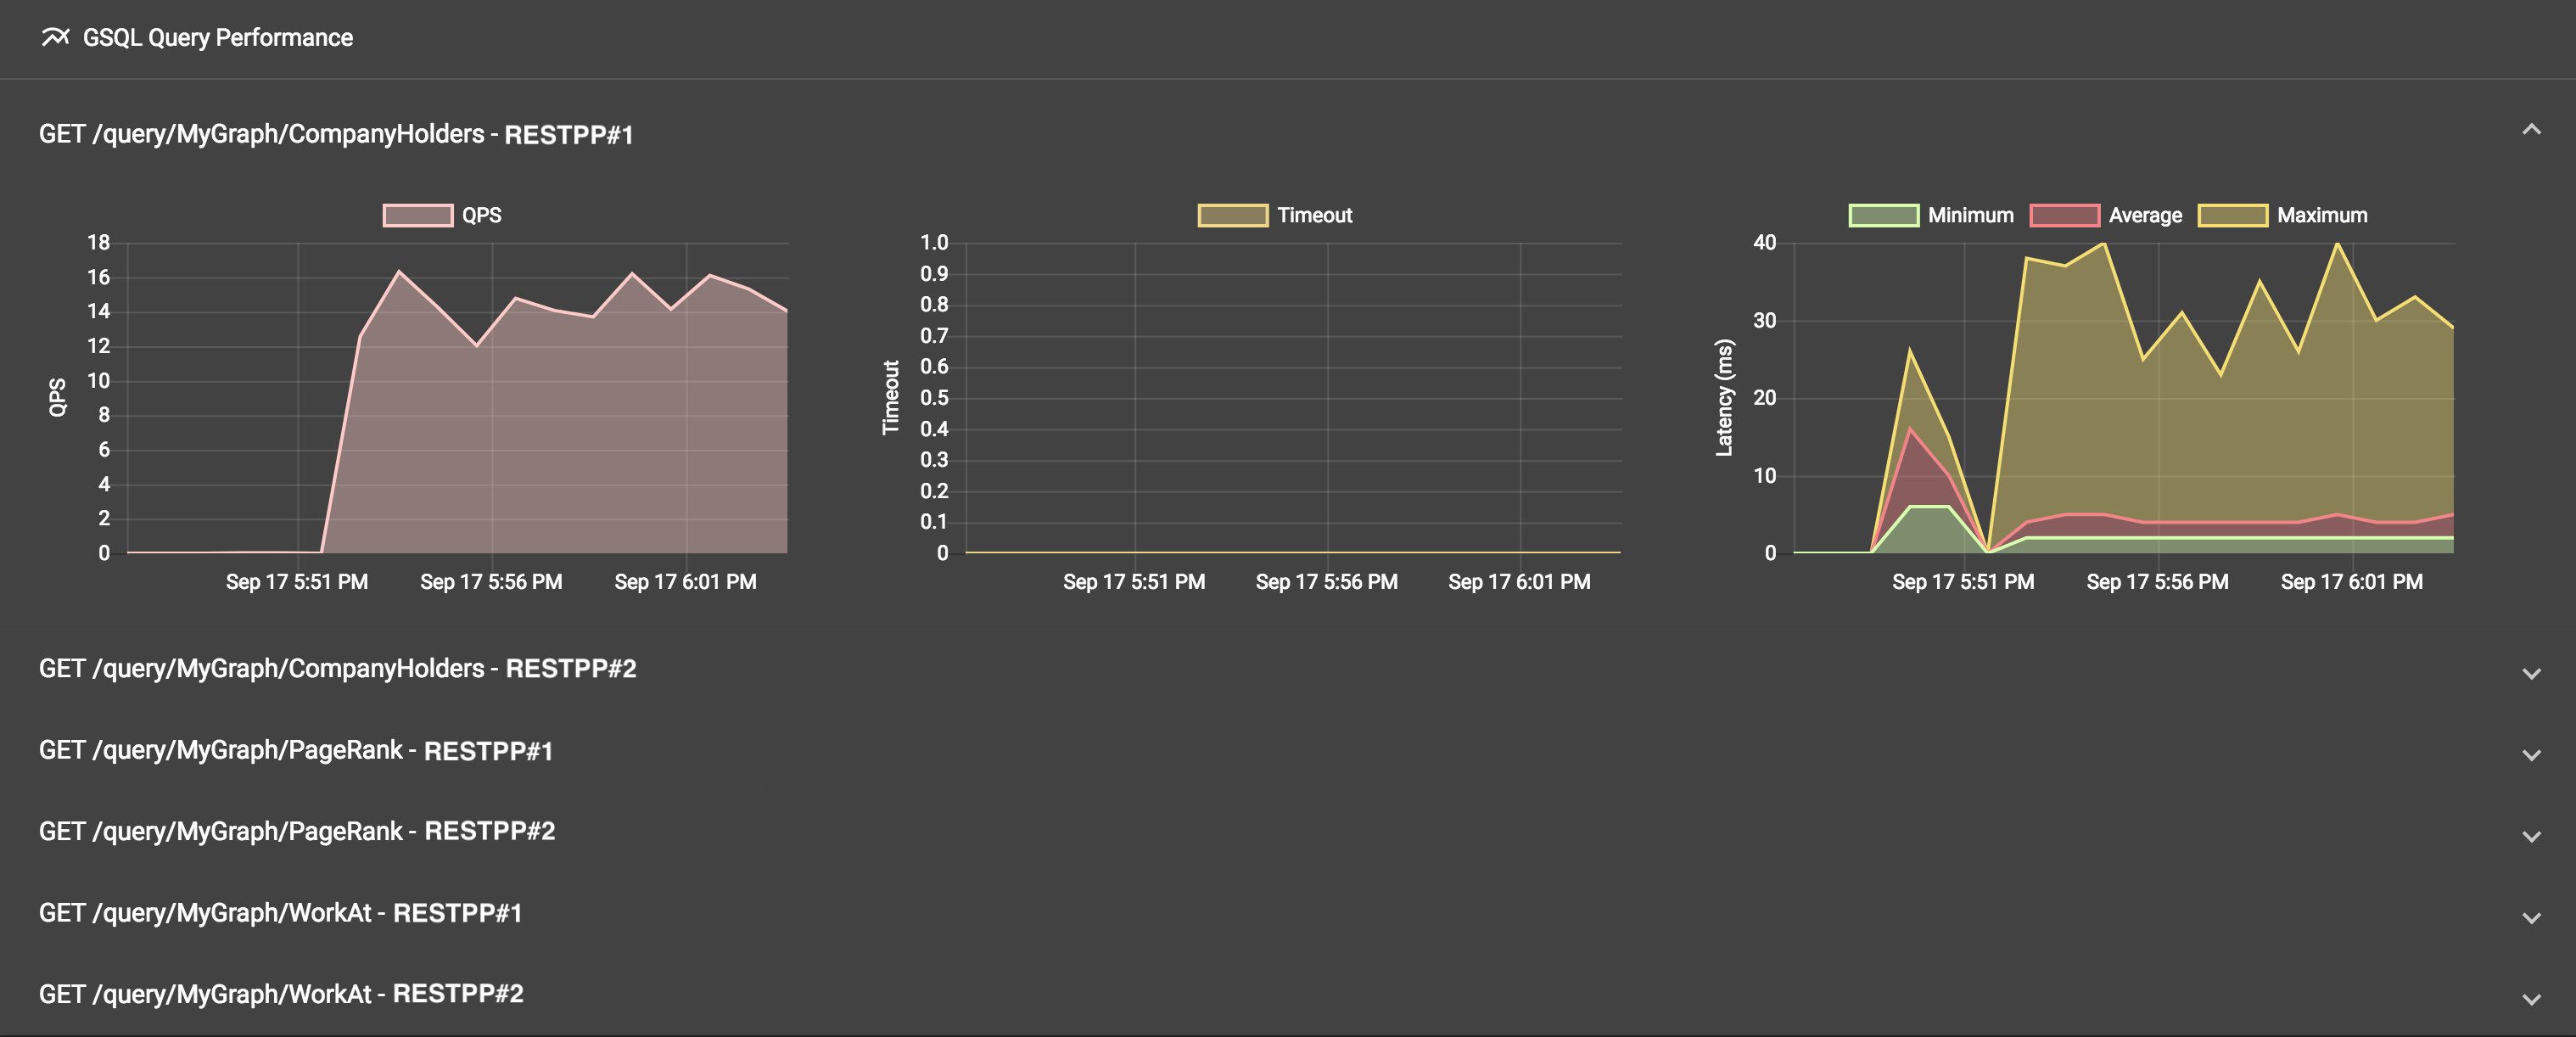 GSQL Query Performance
GET /query/MyGraph/CompanyHolders - RESTPP#1
QPS
18
16
14
12
10
8
6
4
2
0
QPS
Sep 17 5:51 PM
Sep 17 5:56 PM
Sep 17 6:01 PM
Timeout
1.0
0.9
0.8
0.7
0.6
0.5
0.4
0.3
0.2
0.1
0
Timeout
Sep 17 5:51 PM
Sep 17 5:56 PM
Sep 17 6:01 PM
Minimum Average Maximum
40
30
20
10
0
Latency (ms)
Sep 17 5:51 PM
Sep 17 5:56 PM
Sep 17 6:01 PM
GET /query/MyGraph/CompanyHolders - RESTPP#2
GET /query/MyGraph/PageRank - RESTPP#1
GET /query/MyGraph/PageRank - RESTPP#2
GET /query/MyGraph/WorkAt - RESTPP#1
GET /query/MyGraph/WorkAt - RESTPP#2